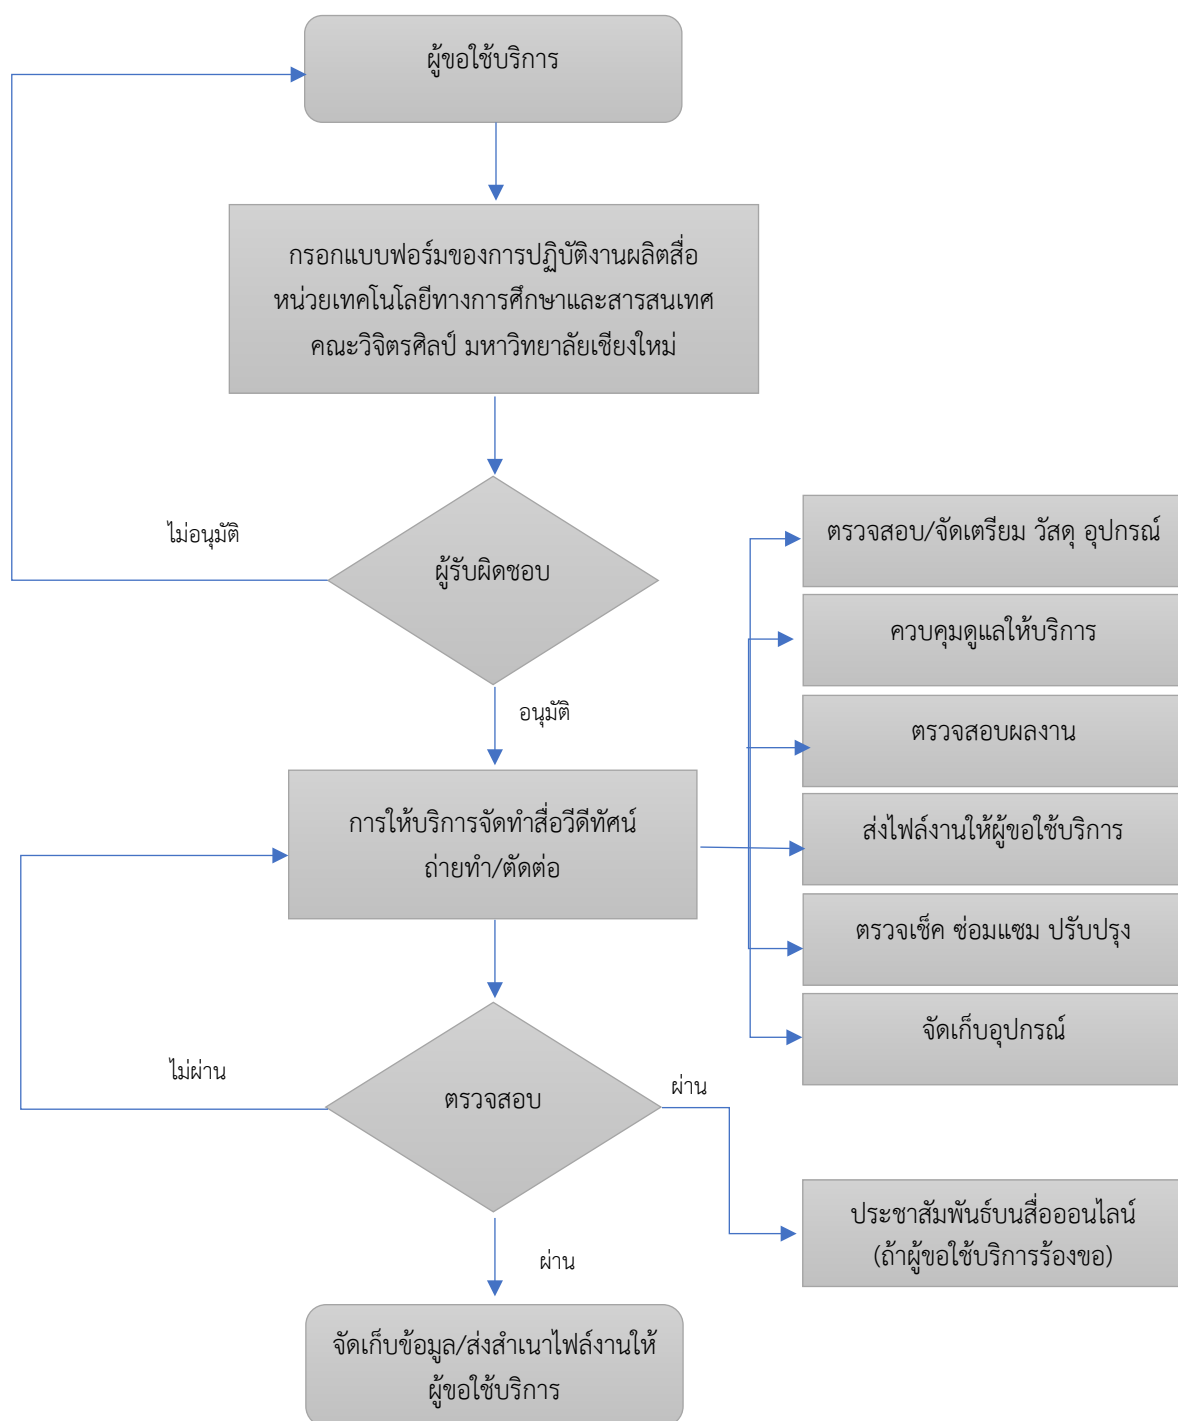 ผู้ขอใช้บริการ
กรอกแบบฟอร์มของการปฏิบัติงานผลิตสื่อ
หน่วยเทคโนโลยีทางการศึกษาและสารสนเทศ
คณะวิจิตรศิลป์ มหาวิทยาลัยเชียงใหม่
ไม่อนุมัติ
ผู้รับผิดชอบ
อนุมัติ
การให้บริการจัดทำสื่อวีดีทัศน์
ถ่ายทำ/ตัดต่อ
ตรวจสอบ/จัดเตรียม วัสดุ อุปกรณ์
ควบคุมดูแลให้บริการ
ตรวจสอบผลงาน
ส่งไฟล์งานให้ผู้ขอใช้บริการ
ตรวจเช็ค ซ่อมแซม ปรับปรุง
จัดเก็บอุปกรณ์
ไม่ผ่าน
ตรวจสอบ
ผ่าน
ประชาสัมพันธ์บนสื่อออนไลน์
(ถ้าผู้ขอใช้บริการร้องขอ)
ผ่าน
จัดเก็บข้อมูล/ส่งสำเนาไฟล์งานให้
ผู้ขอใช้บริการ